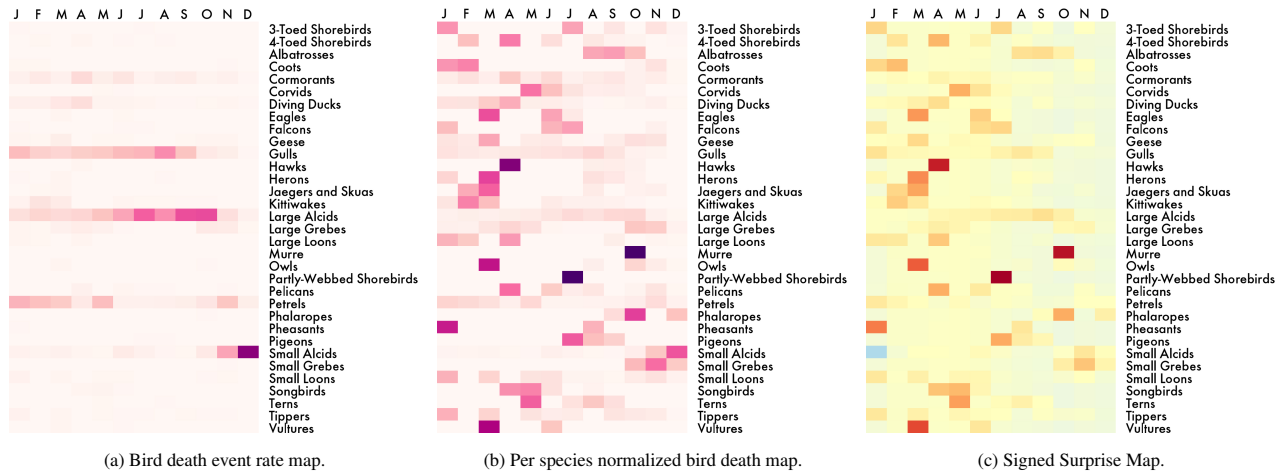 J F M A M J J A S O N D
3-Toed Shorebirds
4-Toed Shorebirds
Albatrosses
Coots
Cormorants
Corvids
Diving Ducks
Eagles
Falcons
Geese
Gulls
Hawks
Herons
Jaegers and Skuas
Kittiwakes
Large Alcids
Large Grebes
Large Loons
Murre
Owls
Partly-Webbed Shorebirds
Pelicans
Petrels
Phalaropes
Pheasants
Pigeons
Small Alcids
Small Grebes
Small Loons
Songbirds
Terns
Tippers
Vultures
(a) Bird death event rate map.
J F M A M J J A S O N D
3-Toed Shorebirds
4-Toed Shorebirds
Albatrosses
Coots
Cormorants
Corvids
Diving Ducks
Eagles
Falcons
Geese
Gulls
Hawks
Herons
Jaegers and Skuas
Kittiwakes
Large Alcids
Large Grebes
Large Loons
Murre
Owls
Partly-Webbed Shorebirds
Pelicans
Petrels
Phalaropes
Pheasants
Pigeons
Small Alcids
Small Grebes
Small Loons
Songbirds
Terns
Tippers
Vultures
(b) Per species normalized bird death map.
J F M A M J J A S O N D
3-Toed Shorebirds
4-Toed Shorebirds
Albatrosses
Coots
Cormorants
Corvids
Diving Ducks
Eagles
Falcons
Geese
Gulls
Hawks
Herons
Jaegers and Skuas
Kittiwakes
Large Alcids
Large Grebes
Large Loons
Murre
Owls
Partly-Webbed Shorebirds
Pelicans
Petrels
Phalaropes
Pheasants
Pigeons
Small Alcids
Small Grebes
Small Loons
Songbirds
Terns
Tippers
Vultures
(c) Signed Surprise Map.